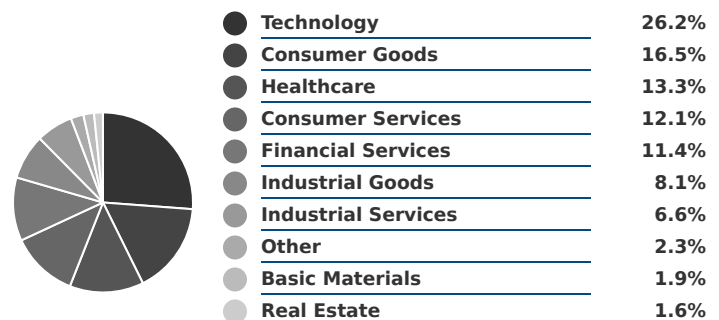 Technology 26.2%
Consumer Goods 16.5%
Healthcare 13.3%
Consumer Services 12.1%
Financial Services 11.4%
Industrial Goods 8.1%
Industrial Services 6.6%
Other 2.3%
Basic Materials 1.9%
Real Estate 1.6%